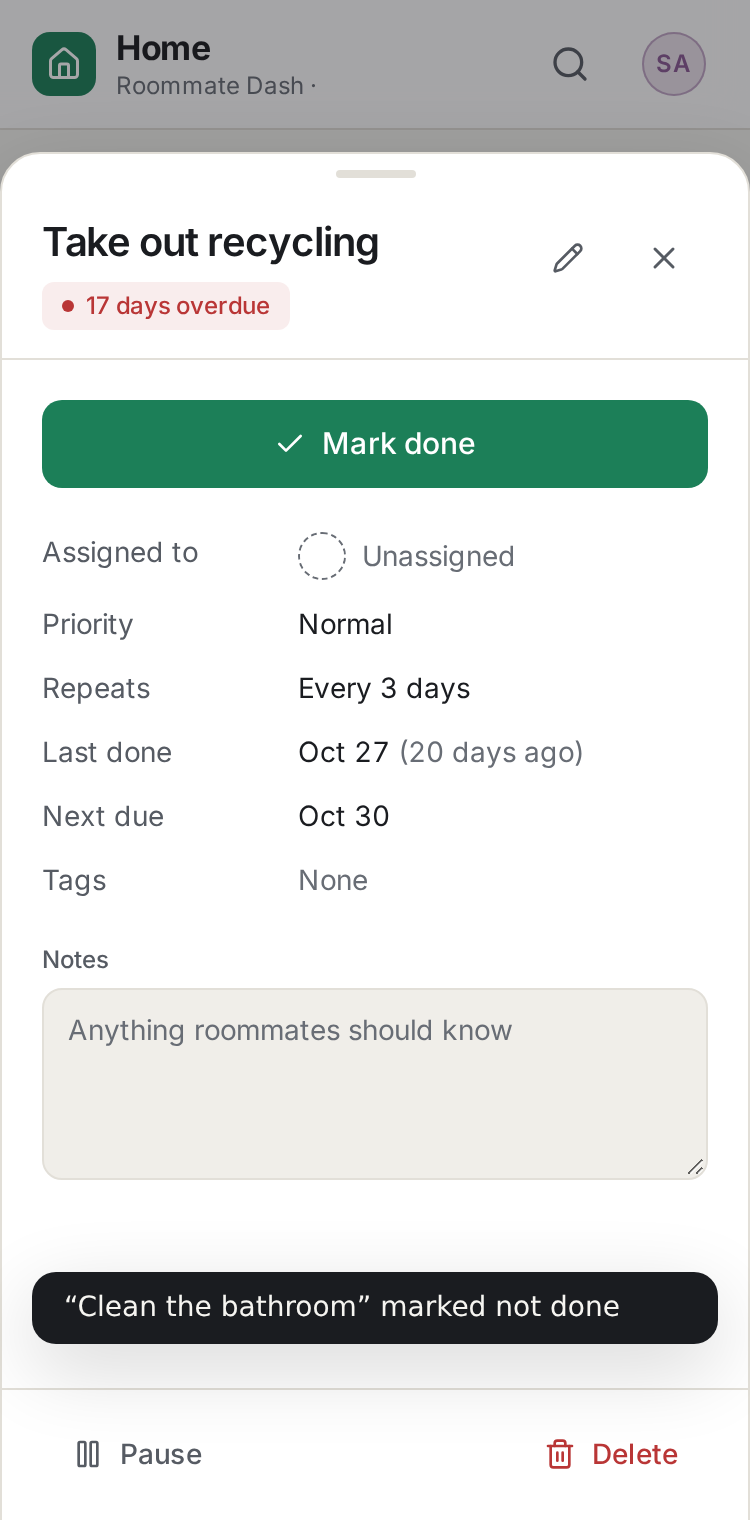 Home
Roommate Dash ·
SA
Take out recycling
17 days overdue
Mark done
Assigned to Unassigned
Priority Normal
Repeats Every 3 days
Last done Oct 27 (20 days ago)
Next due Oct 30
Tags None
Notes
Anything roommates should know
“Clean the bathroom” marked not done
Pause Delete